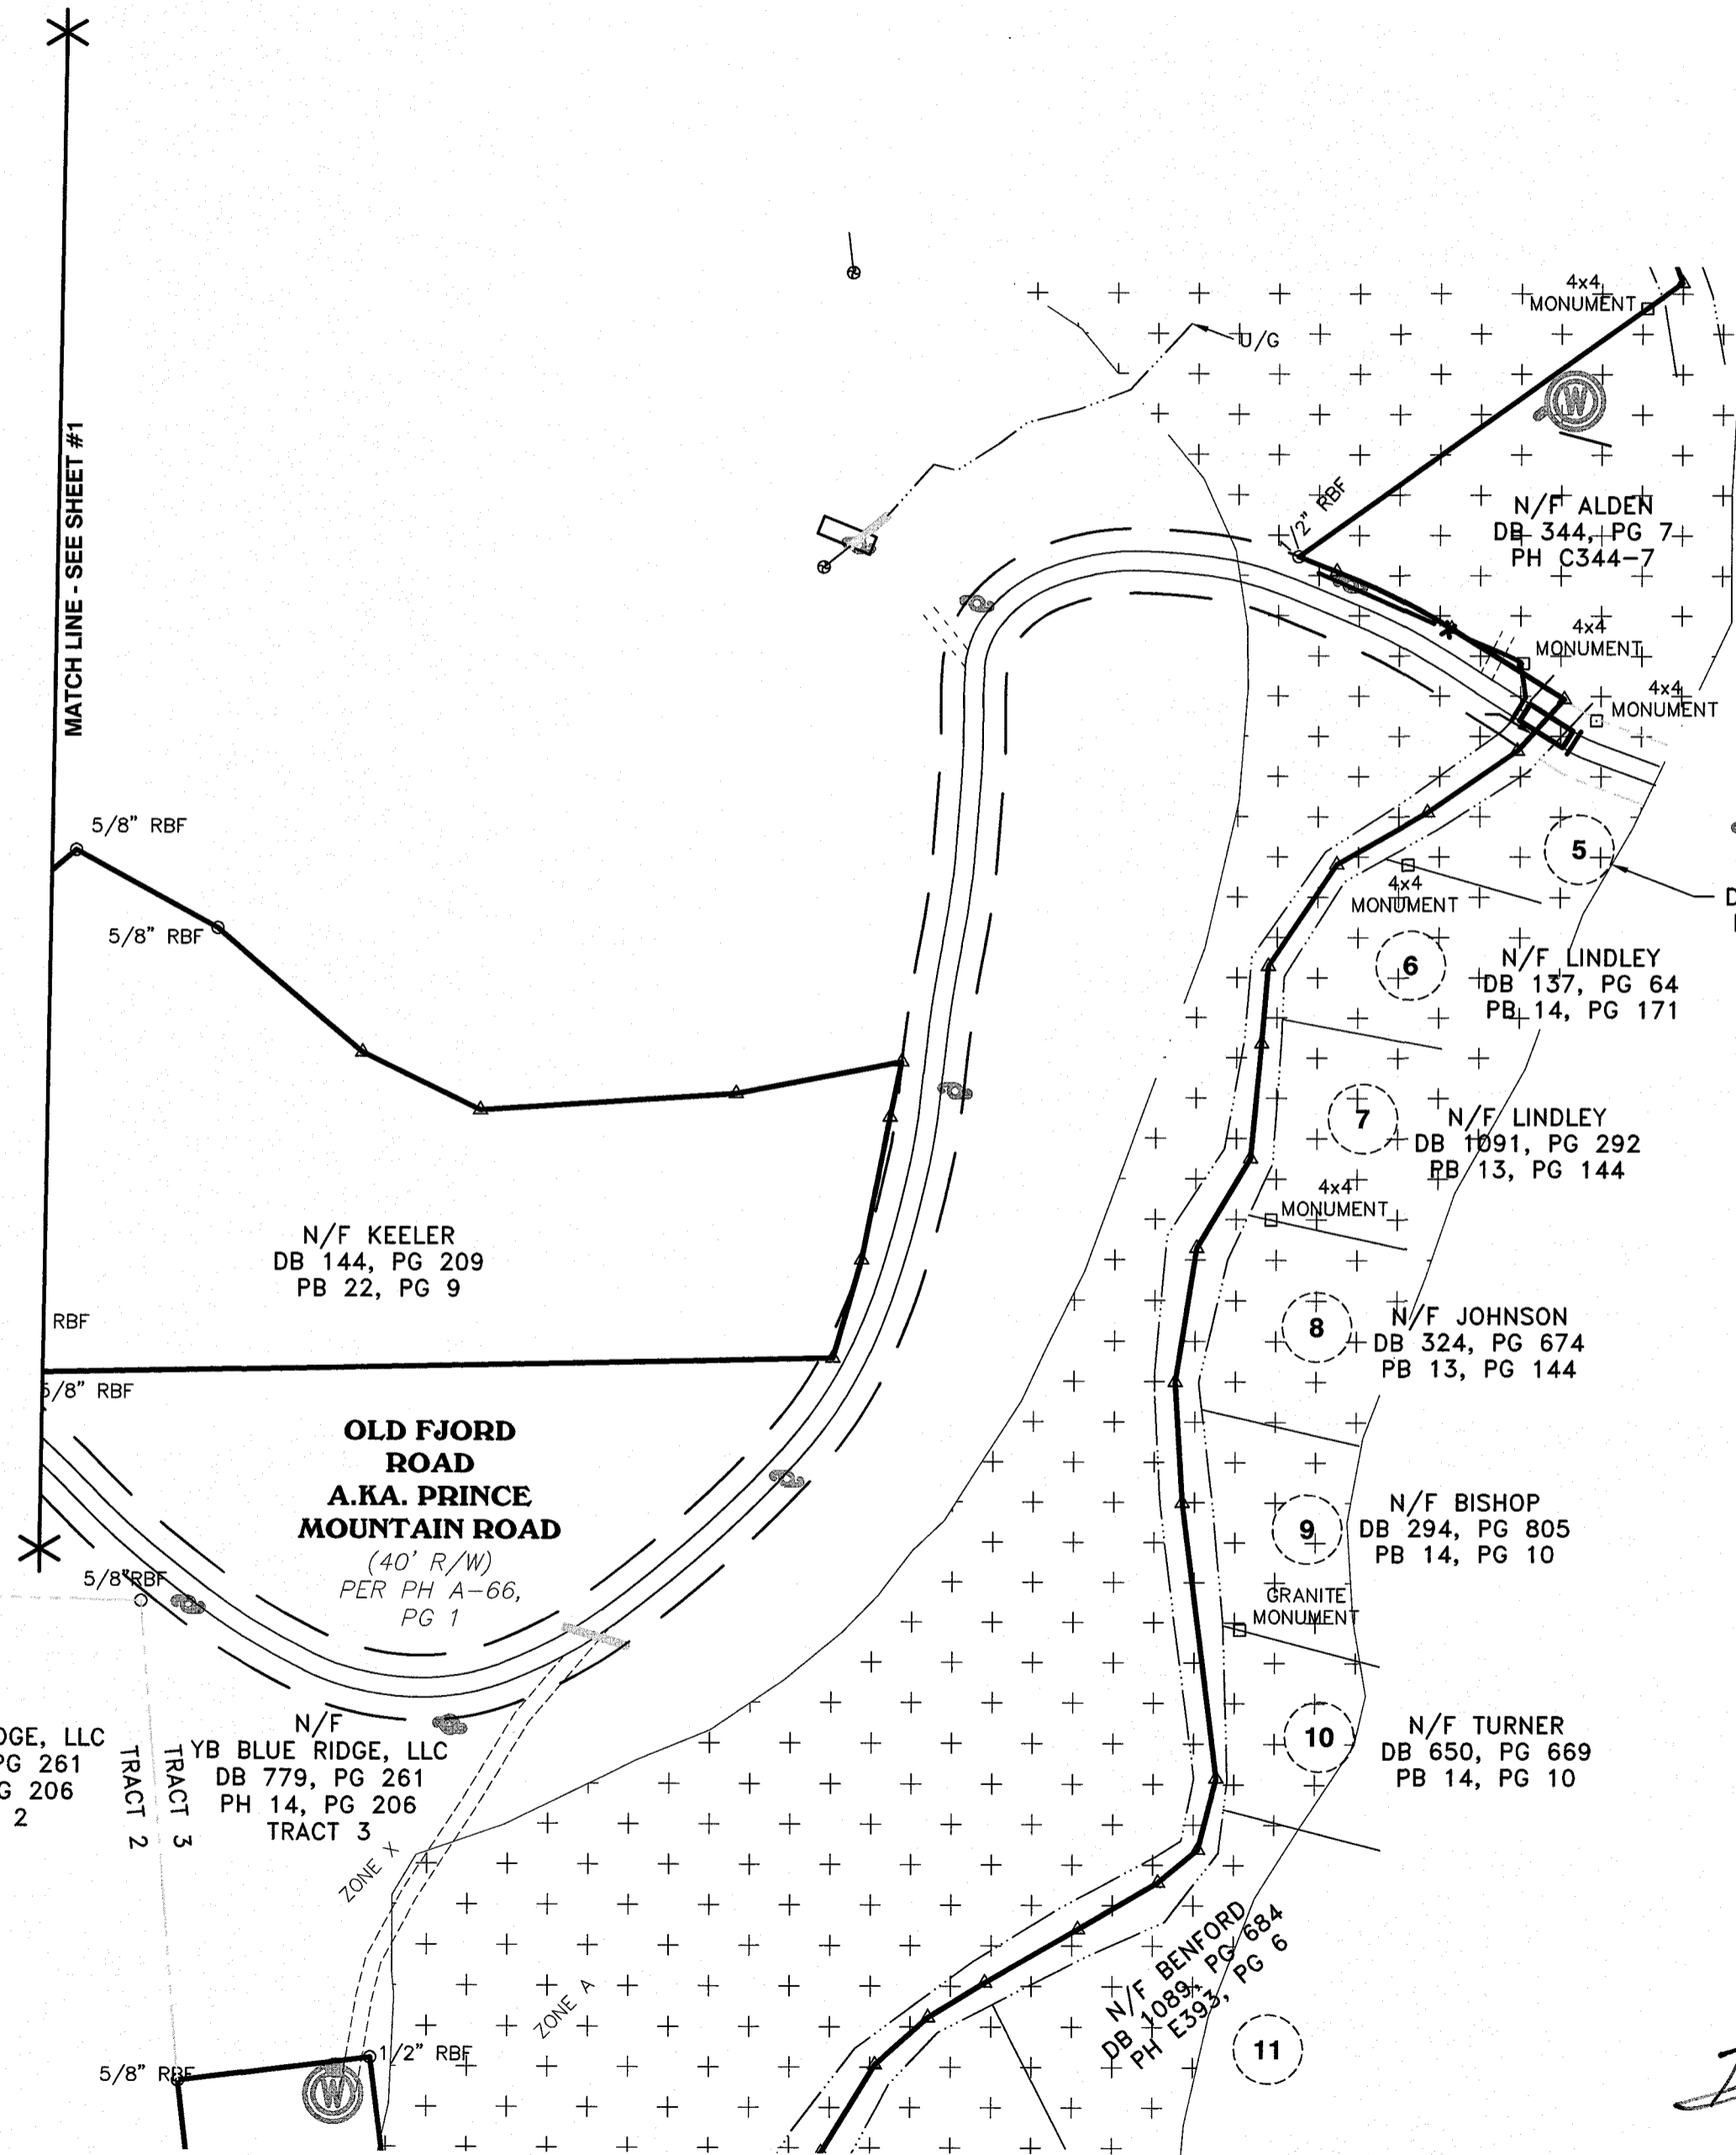 MATCH LINE - SEE SHEET #1
U/G
4x4
MONUMENT
W
1/2" RBF
N/F ALDEN
DB 344, PG 7
PH C344-7
4x4
MONUMENT
4x4
MONUMENT
5/8" RBF
5/8" RBF
5
4x4
MONUMENT
6
N/F LINDLEY
DB 137, PG 64
PB 14, PG 171
7
N/F LINDLEY
DB 1091, PG 292
PB 13, PG 144
4x4
MONUMENT
N/F KEELER
DB 144, PG 209
PB 22, PG 9
RBF
5/8" RBF
8
N/F JOHNSON
DB 324, PG 674
PB 13, PG 144
OLD FJORD
ROAD
A.KA. PRINCE
MOUNTAIN ROAD
(40' R/W)
PER PH A-66,
PG 1
5/8"RBF
9
N/F BISHOP
DB 294, PG 805
PB 14, PG 10
GRANITE
MONUMENT
10
N/F TURNER
DB 650, PG 669
PB 14, PG 10
DGE, LLC
PG 261
G 206
2
TRACT 2
TRACT 3
N/F
YB BLUE RIDGE, LLC
DB 779, PG 261
PH 14, PG 206
TRACT 3
ZONE X
ZONE A
N/F BENFORD
DB 1089, PG 684
PH E393, PG 6
11
5/8" RBF
1/2" RBF
W